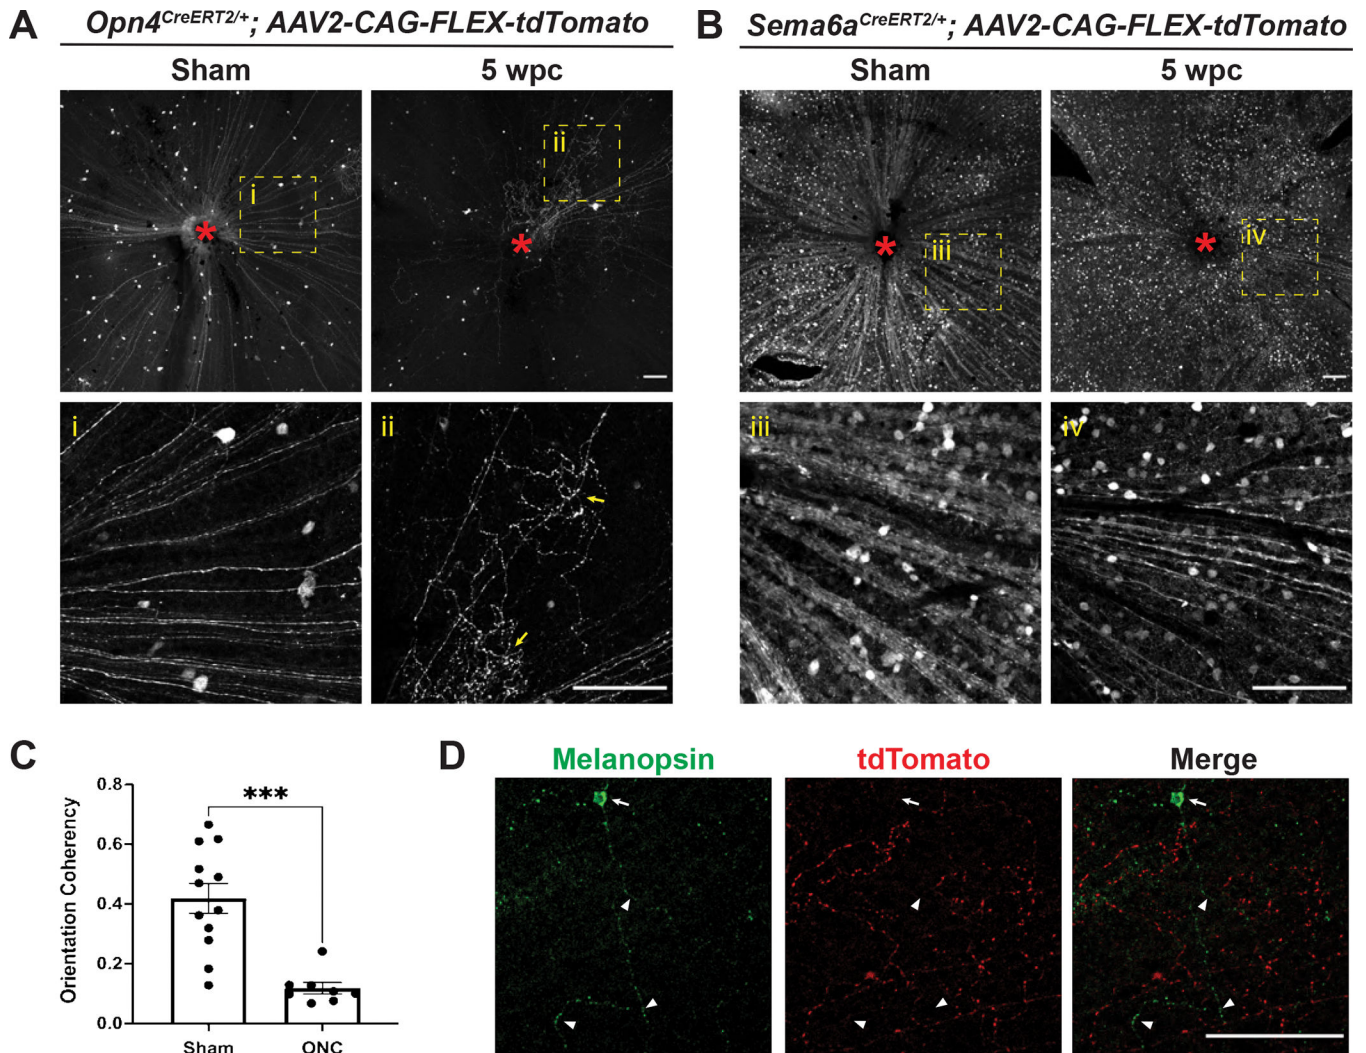 A
Opn4CreERT2/+; AAV2-CAG-FLEX-tdTomato
Sham
5 wpc
i
ii
*
*
i
ii
B
Sema6aCreERT2/+; AAV2-CAG-FLEX-tdTomato
Sham
5 wpc
iii
iv
*
*
iii
iv
C
0.8
***
0.6
0.4
0.2
0.0
Orientation Coherency
Sham
ONC
D
Melanopsin
tdTomato
Merge